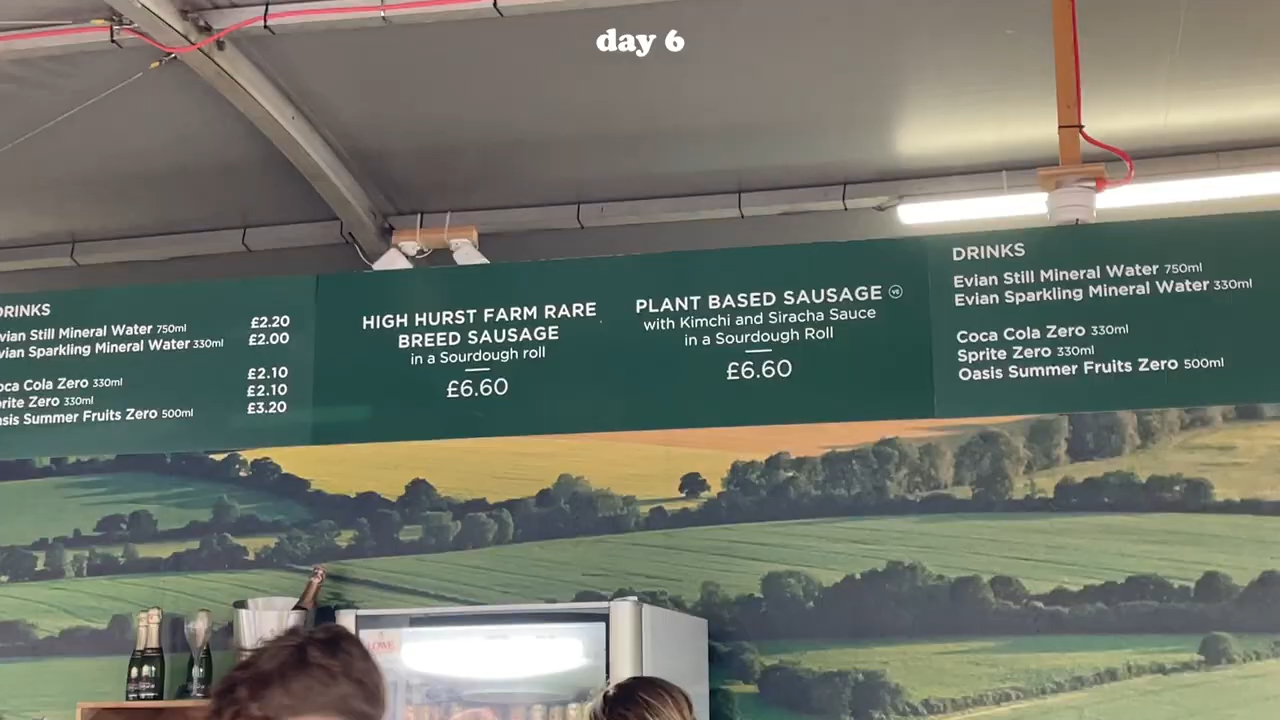 day 6
DRINKS
vian Still Mineral Water 750ml £2.20
vian Sparkling Mineral Water 330ml £2.00
oca Cola Zero 330ml £2.10
prite Zero 330ml £2.10
asis Summer Fruits Zero 500ml £3.20
HIGH HURST FARM RARE
BREED SAUSAGE
in a Sourdough roll
£6.60
PLANT BASED SAUSAGE VE
with Kimchi and Siracha Sauce
in a Sourdough Roll
£6.60
DRINKS
Evian Still Mineral Water 750ml
Evian Sparkling Mineral Water 330ml
Coca Cola Zero 330ml
Sprite Zero 330ml
Oasis Summer Fruits Zero 500ml
LOWE